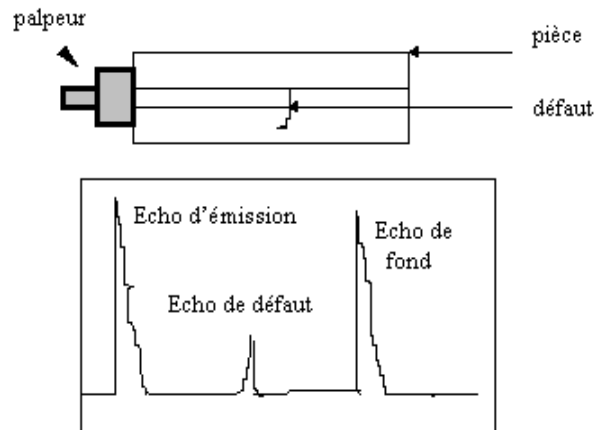 palpeur
pièce
défaut
Echo d'émission
Echo de
fond
Echo de défaut